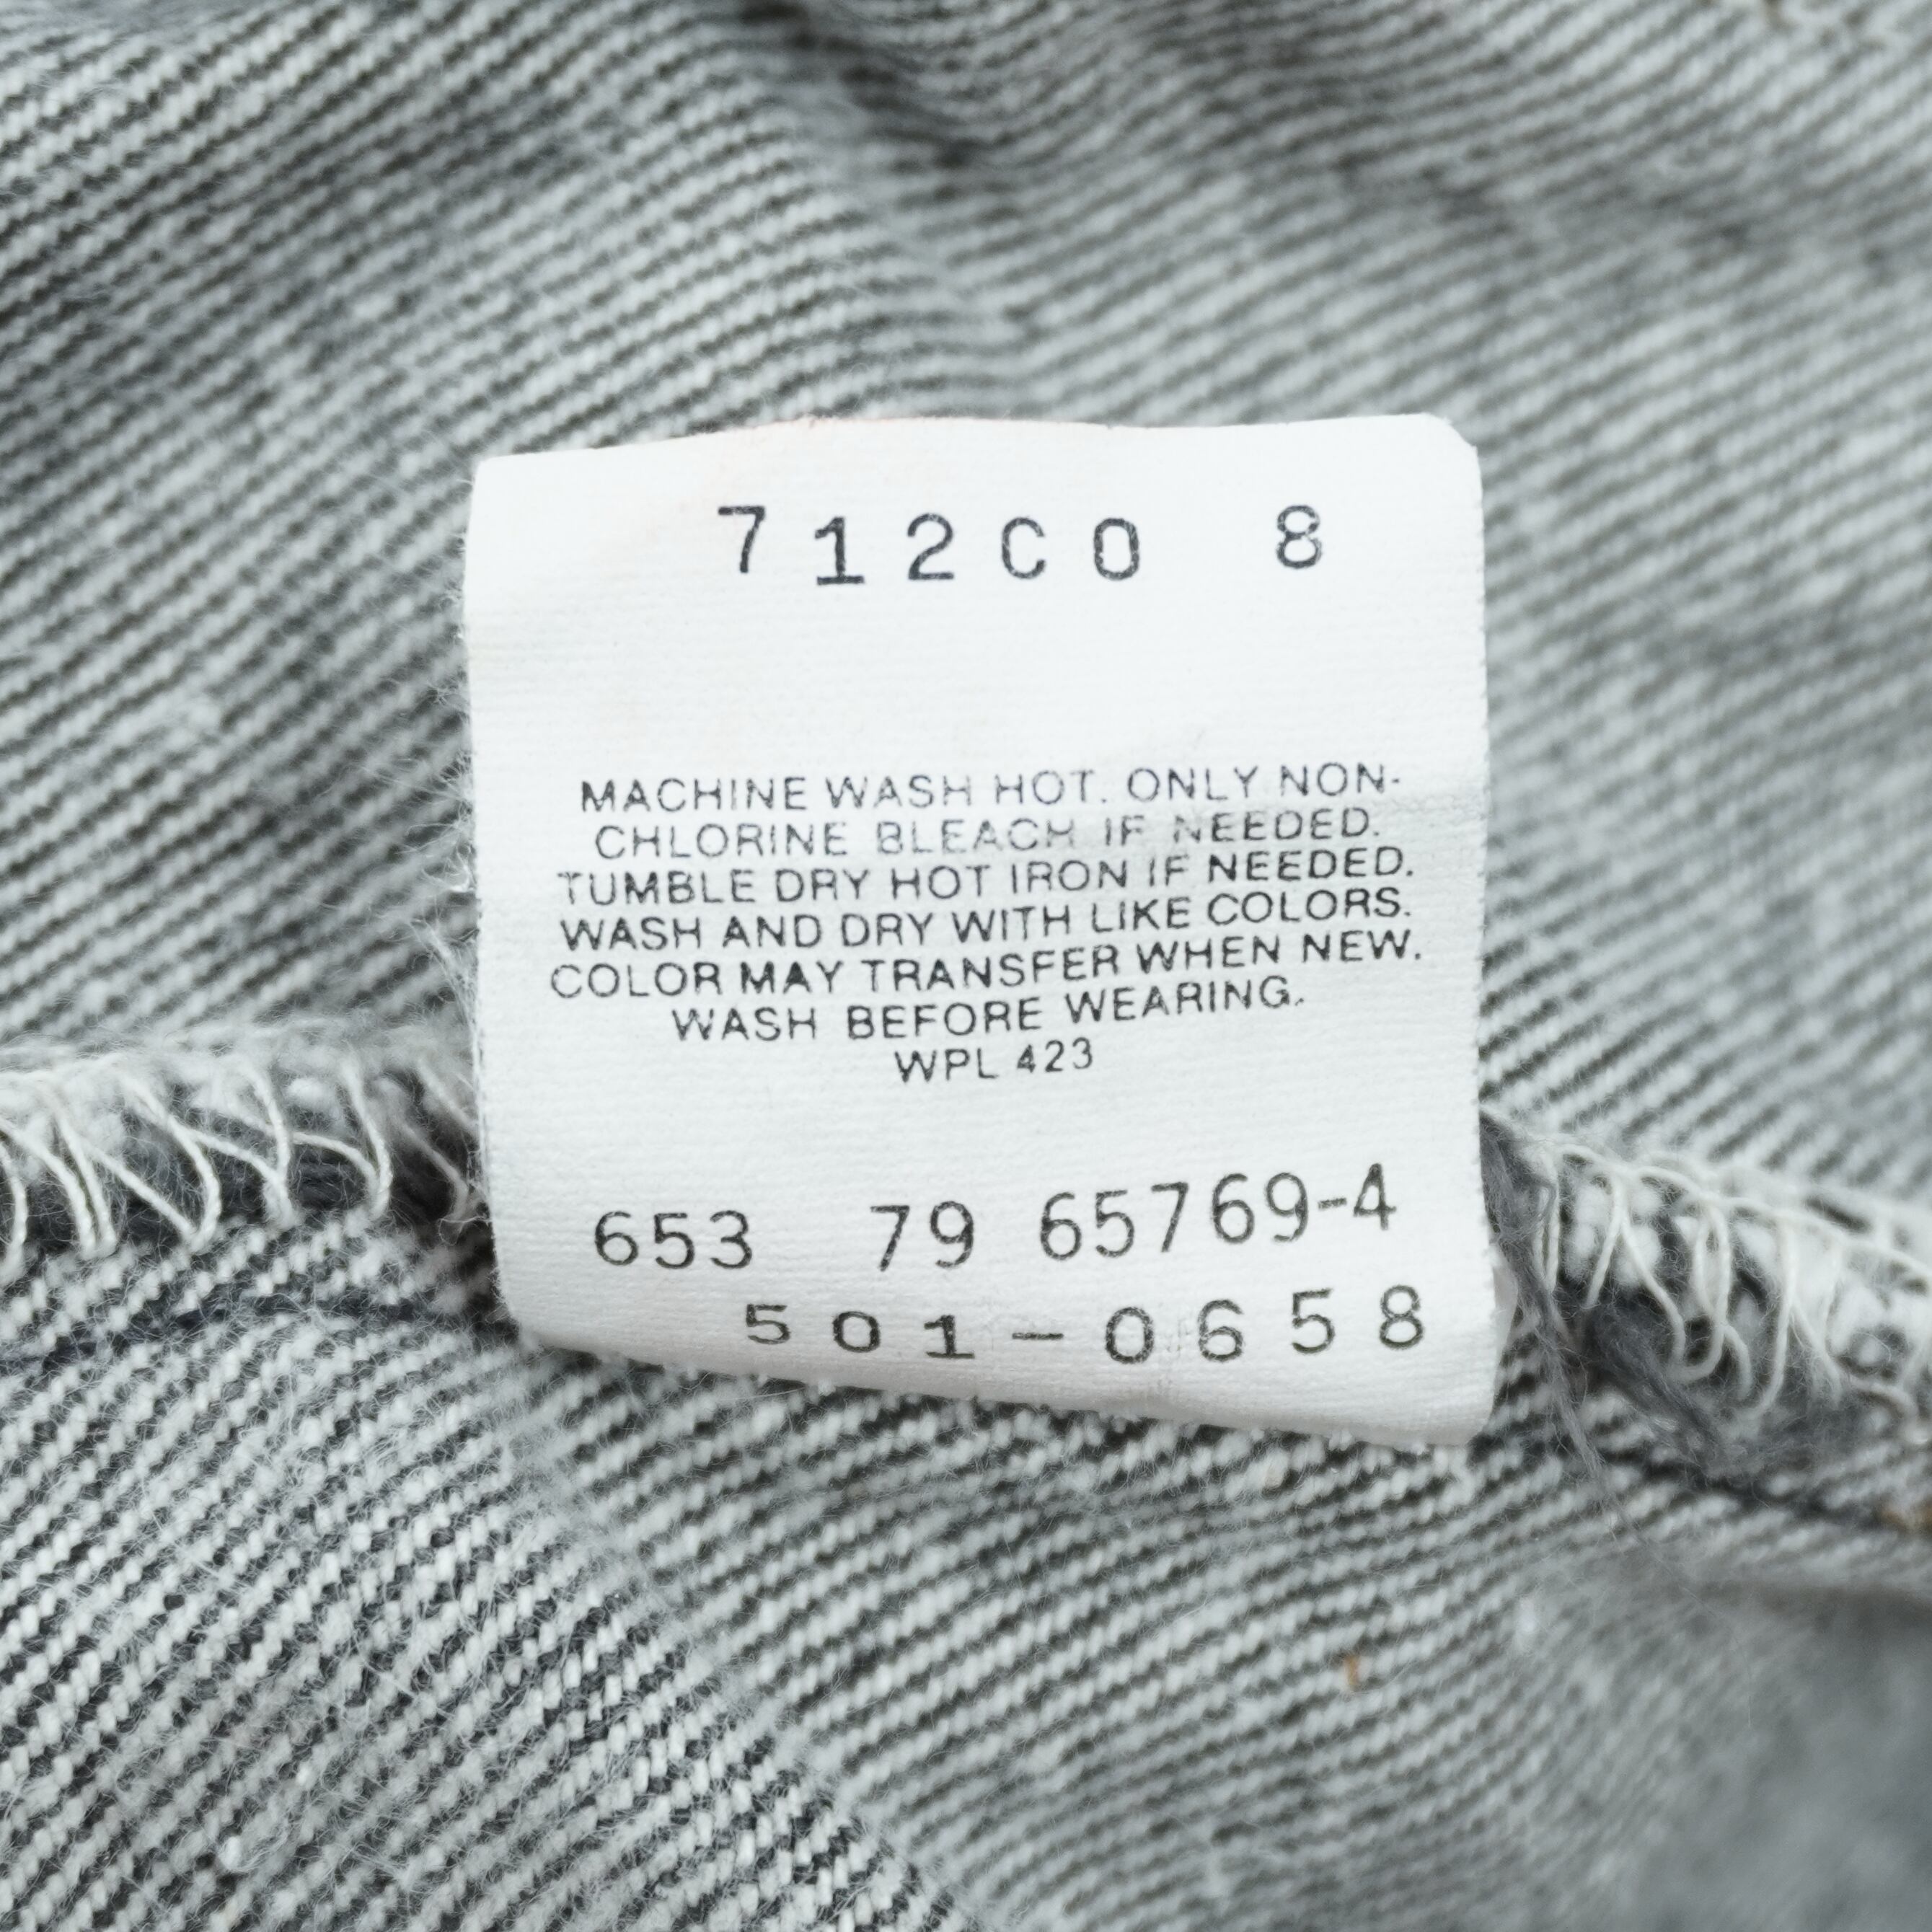 712C0 8
MACHINE WASH HOT. ONLY NON-
CHLORINE BLEACH IF NEEDED.
TUMBLE DRY HOT IRON IF NEEDED.
WASH AND DRY WITH LIKE COLORS.
COLOR MAY TRANSFER WHEN NEW.
WASH BEFORE WEARING.
WPL 423
653 79 65769-4
501-0658